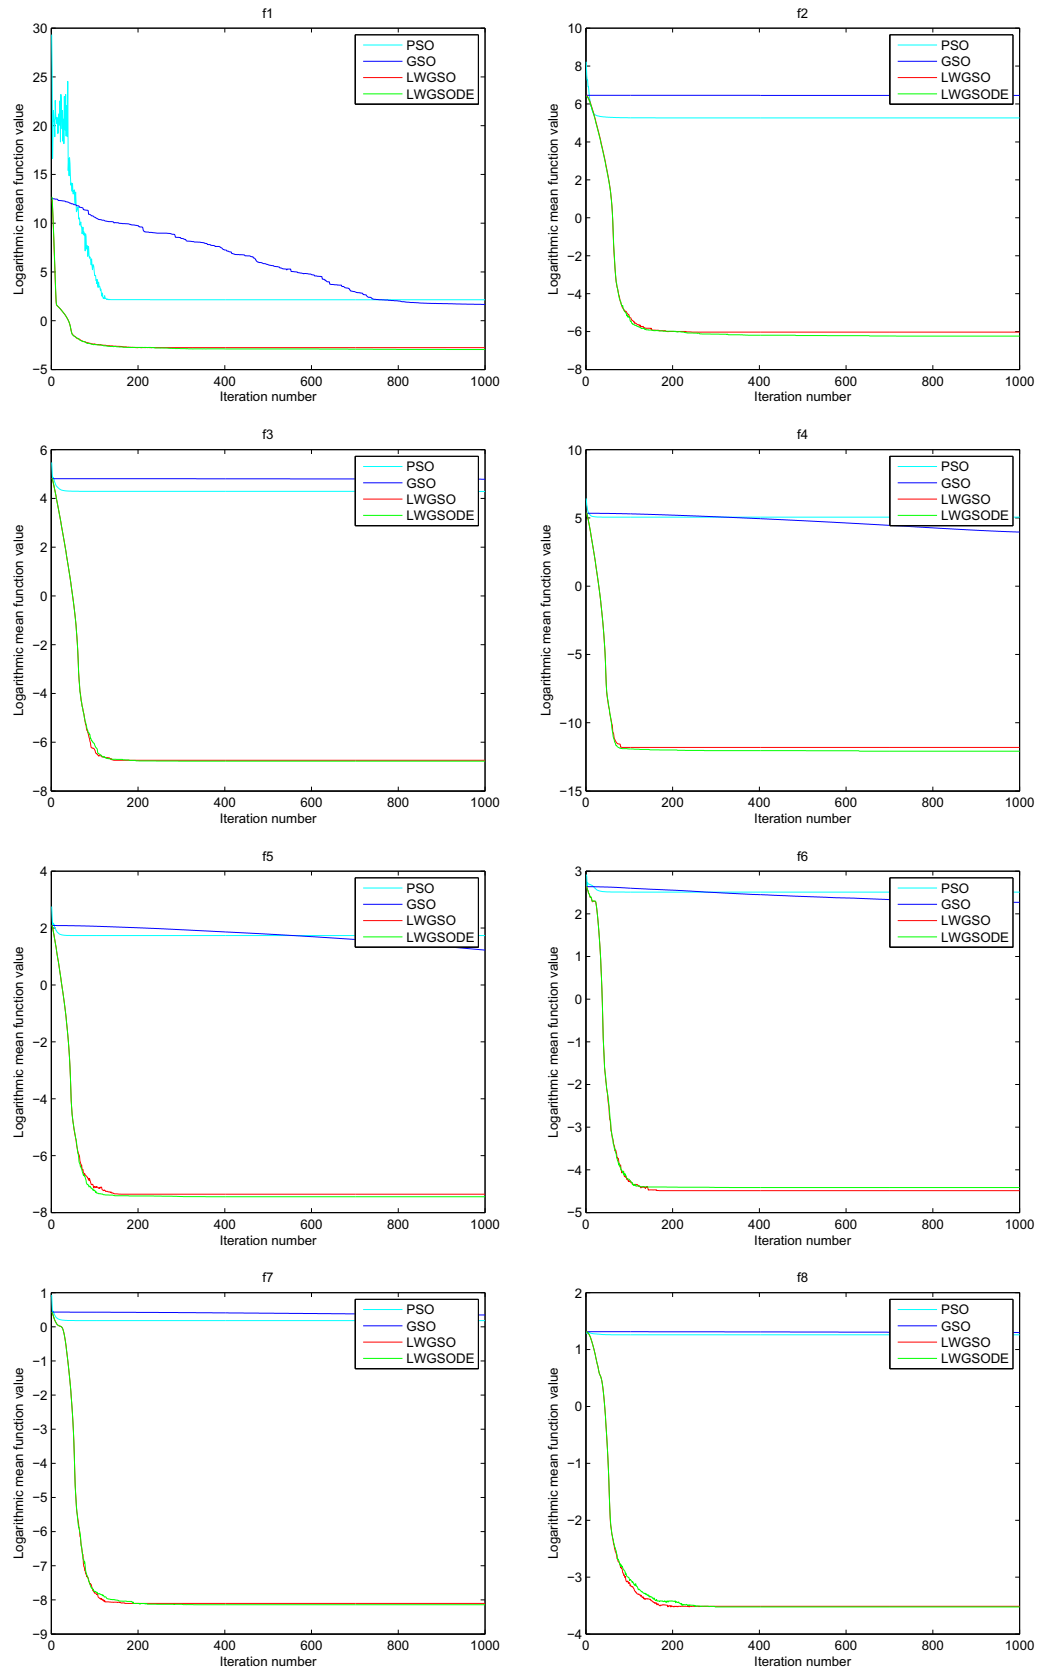 f1
30
25
20
15
10
5
0
−5
0 200 400 600 800 1000
Iteration number
Logarithmic mean function value
PSO
GSO
LWGSO
LWGSODE
f2
10
8
6
4
2
0
−2
−4
−6
−8
0 200 400 600 800 1000
Iteration number
Logarithmic mean function value
PSO
GSO
LWGSO
LWGSODE
f3
6
4
2
0
−2
−4
−6
−8
0 200 400 600 800 1000
Iteration number
Logarithmic mean function value
PSO
GSO
LWGSO
LWGSODE
f4
10
5
0
−5
−10
−15
0 200 400 600 800 1000
Iteration number
Logarithmic mean function value
PSO
GSO
LWGSO
LWGSODE
f5
4
2
0
−2
−4
−6
−8
0 200 400 600 800 1000
Iteration number
Logarithmic mean function value
PSO
GSO
LWGSO
LWGSODE
f6
3
2
1
0
−1
−2
−3
−4
−5
0 200 400 600 800 1000
Iteration number
Logarithmic mean function value
PSO
GSO
LWGSO
LWGSODE
f7
1
0
−1
−2
−3
−4
−5
−6
−7
−8
−9
0 200 400 600 800 1000
Iteration number
Logarithmic mean function value
PSO
GSO
LWGSO
LWGSODE
f8
2
1
0
−1
−2
−3
−4
0 200 400 600 800 1000
Iteration number
Logarithmic mean function value
PSO
GSO
LWGSO
LWGSODE